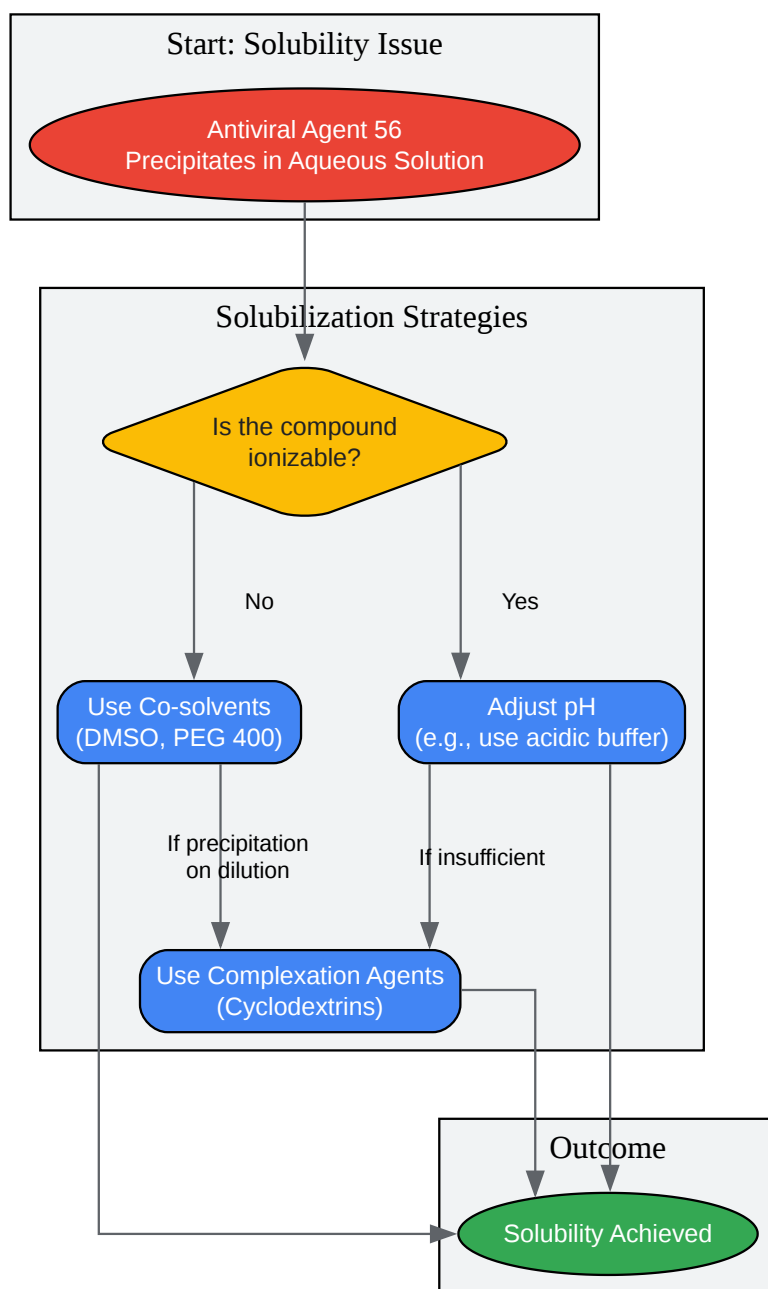 Start: Solubility Issue
Antiviral Agent 56
Precipitates in Aqueous Solution
Solubilization Strategies
Is the compound
ionizable?
No
Yes
Use Co-solvents
(DMSO, PEG 400)
Adjust pH
(e.g., use acidic buffer)
If precipitation
on dilution
If insufficient
Use Complexation Agents
(Cyclodextrins)
Outcome
Solubility Achieved